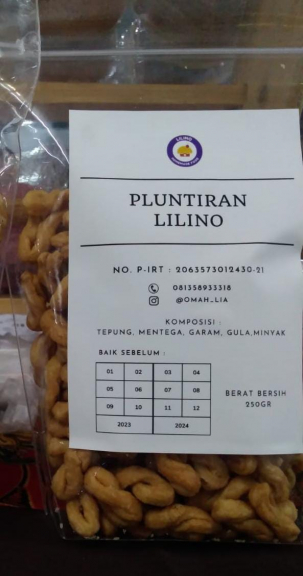 LILINO
PLUNTIRAN
LILINO
NO. P-IRT : 2063573012430-21
081358933318
@OMAH_LIA
KOMPOSISI :
TEPUNG, MENTEGA, GARAM, GULA,MINYAK
BAIK SEBELUM :
01 02 03 04
05 06 07 08
09 10 11 12
2023 2024
BERAT BERSIH
250GR